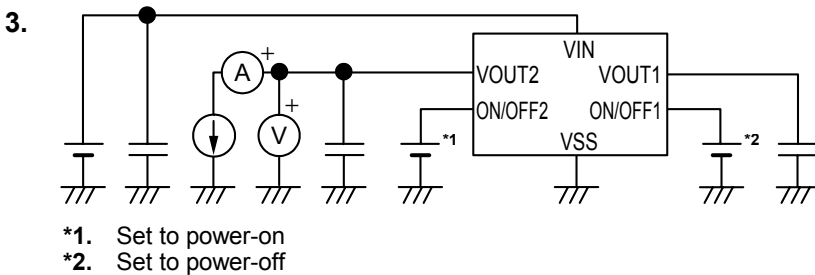 3.
VIN
A +
VOUT2 VOUT1
+
ON/OFF2 ON/OFF1
V *1 *2
VSS
*1. Set to power-on
*2. Set to power-off